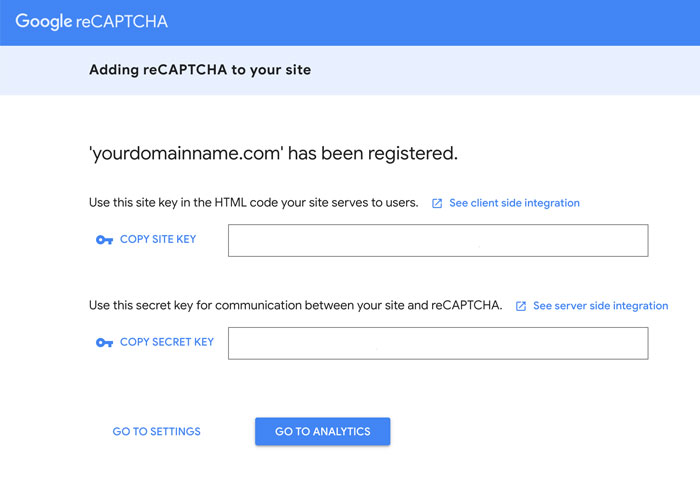 Google reCAPTCHA
Adding reCAPTCHA to your site
'yourdomainname.com' has been registered.
Use this site key in the HTML code your site serves to users. See client side integration
COPY SITE KEY
Use this secret key for communication between your site and reCAPTCHA. See server side integration
COPY SECRET KEY
GO TO SETTINGS GO TO ANALYTICS